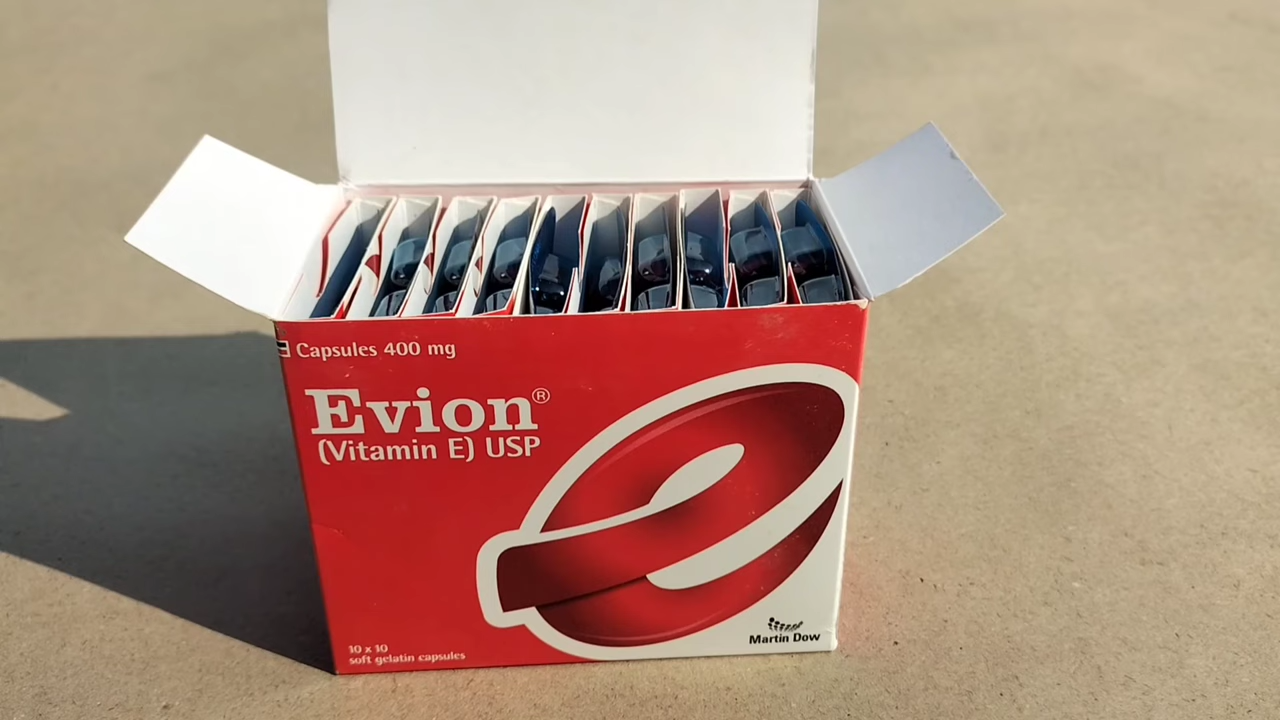 Capsules 400 mg
Evion®
(Vitamin E) USP
10 x 10
soft gelatin capsules
Martin Dow